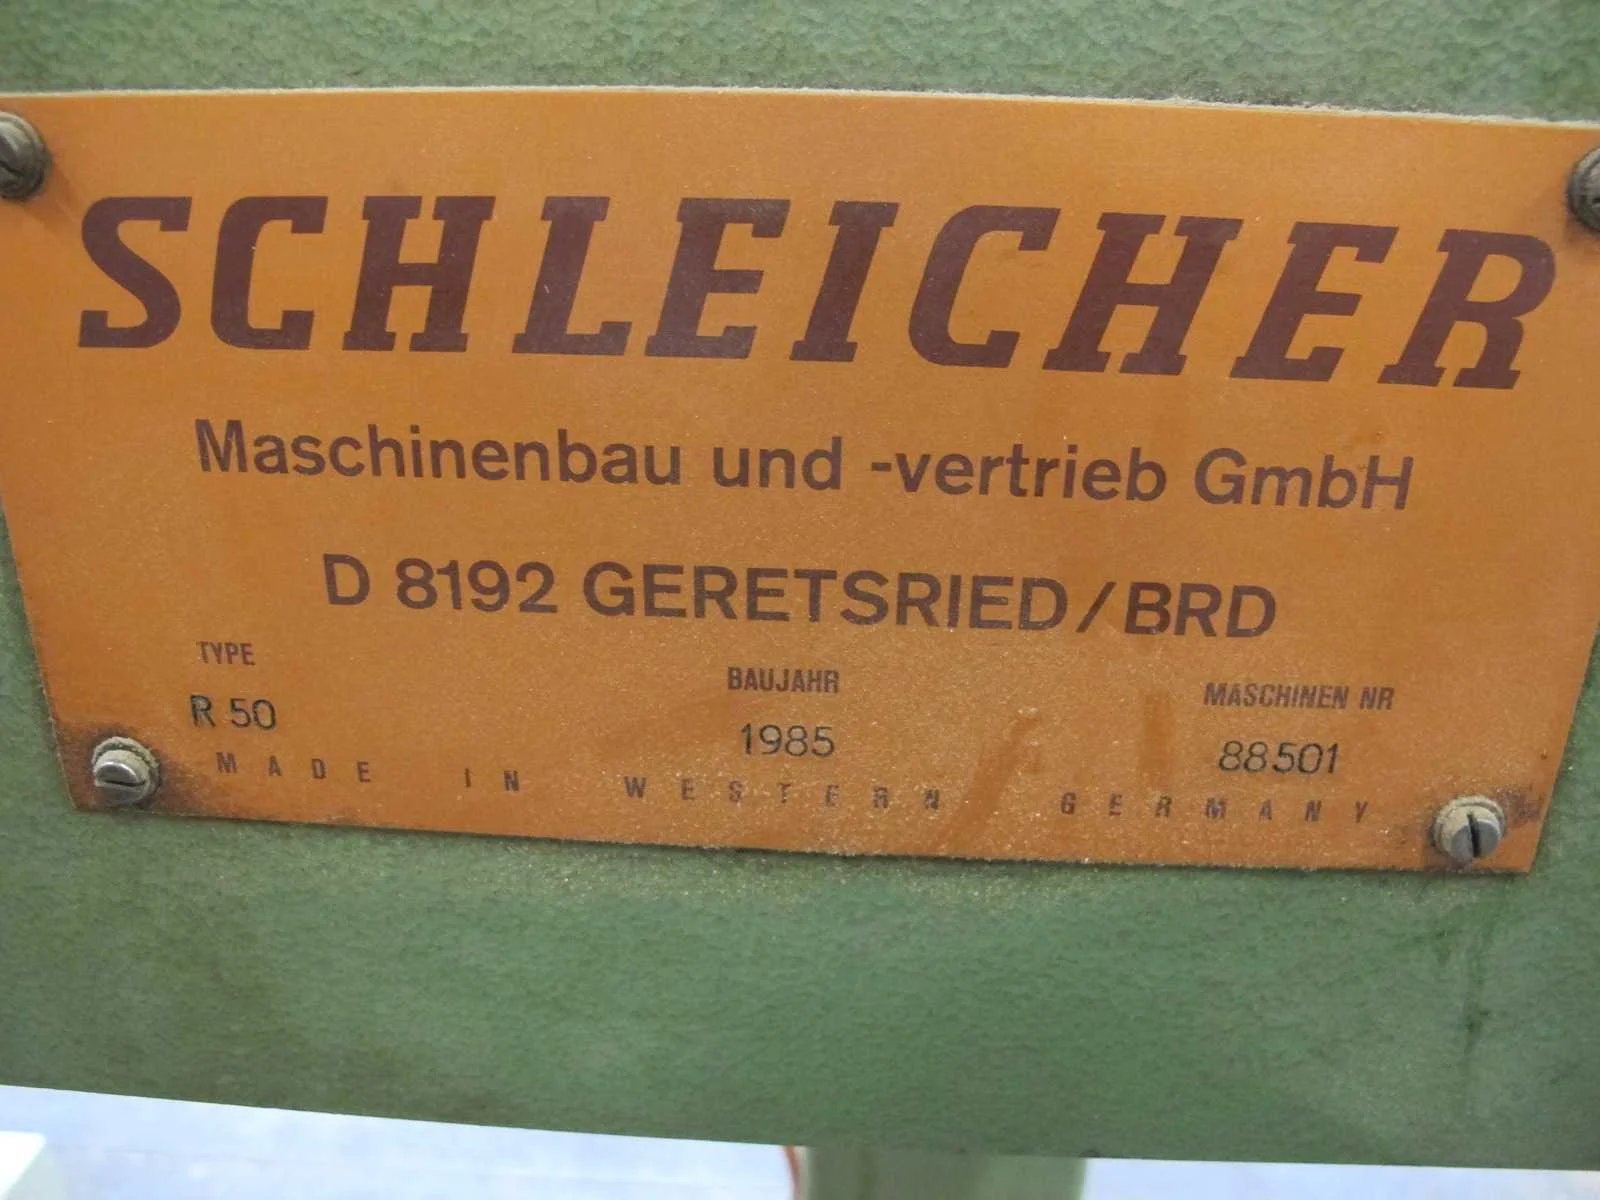 SCHLEICHER
Maschinenbau und -vertrieb GmbH
D 8192 GERETSRIED/BRD
TYPE BAUJAHR MASCHINEN NR
R 50 1985 88501
MADE IN WESTERN GERMANY